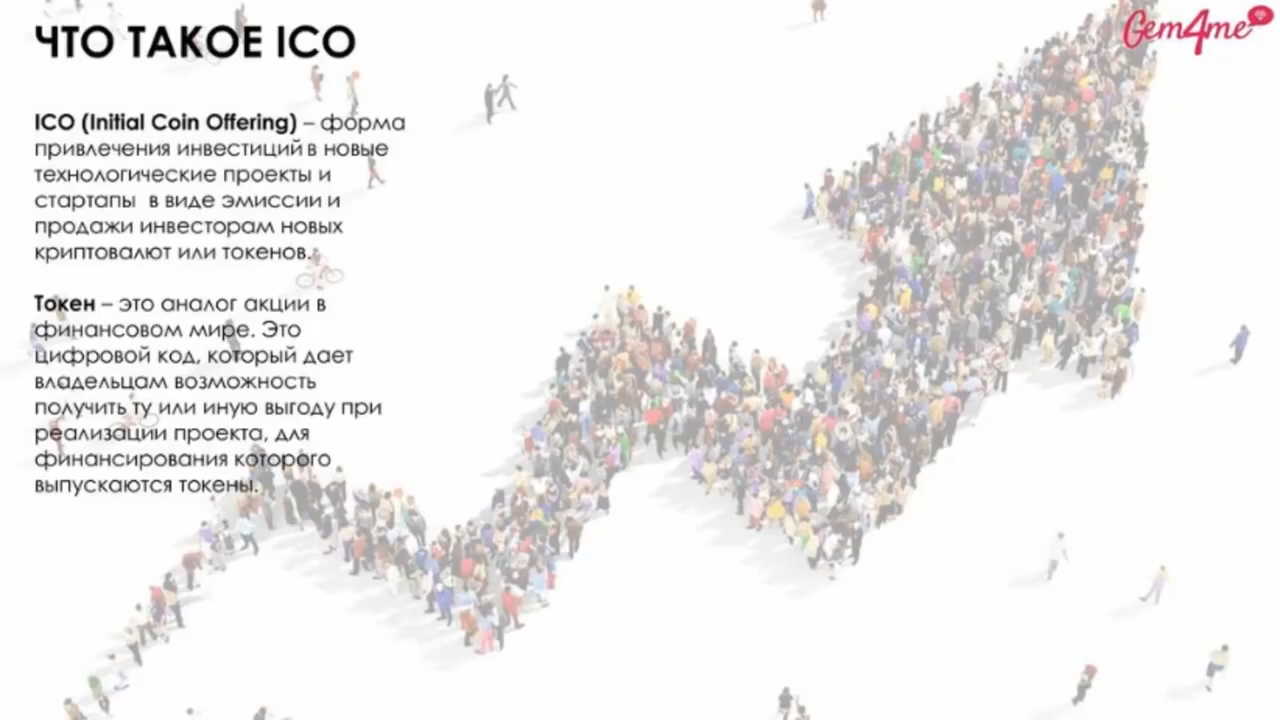 ЧТО ТАКОЕ ICO
Gem4me
ICO (Initial Coin Offering) – форма
привлечения инвестиций в новые
технологические проекты и
стартапы в виде эмиссии и
продажи инвесторам новых
криптовалют или токенов.
Токен – это аналог акции в
финансовом мире. Это
цифровой код, который дает
владельцам возможность
получить ту или иную выгоду при
реализации проекта, для
финансирования которого
выпускаются токены.